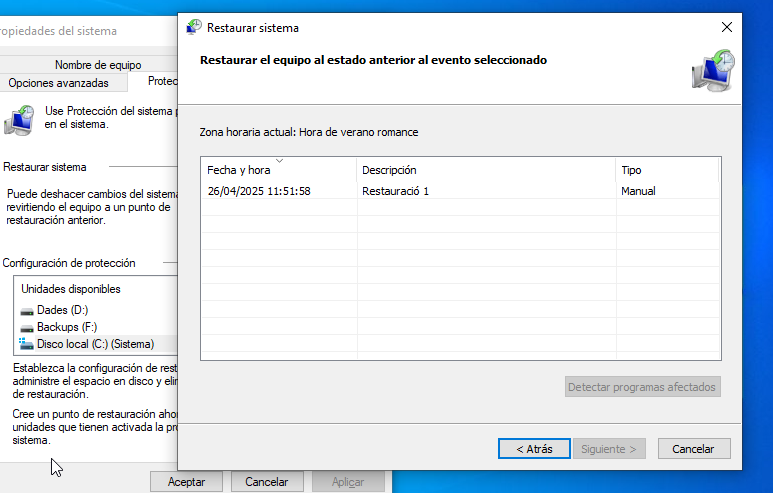 ropiedades del sistema
Nombre de equipo
Opciones avanzadas
Protec
Use Protección del sistema p
en el sistema.
Restaurar sistema
Puede deshacer cambios del sistema
revirtiendo el equipo a un punto de
restauración anterior.
Configuración de protección
Unidades disponibles
Dades (D:)
Backups (F:)
Disco local (C:) (Sistema)
Establezca la configuración de rest
administre el espacio en disco y elin
de restauración.
Cree un punto de restauración aho
unidades que tienen activada la pro
sistema.
Aceptar
Cancelar
Aplicar
Restaurar sistema
Restaurar el equipo al estado anterior al evento seleccionado
Zona horaria actual: Hora de verano romance
Fecha y hora
Descripción
Tipo
26/04/2025 11:51:58
Restauració 1
Manual
Detectar programas afectados
< Atrás
Siguiente >
Cancelar